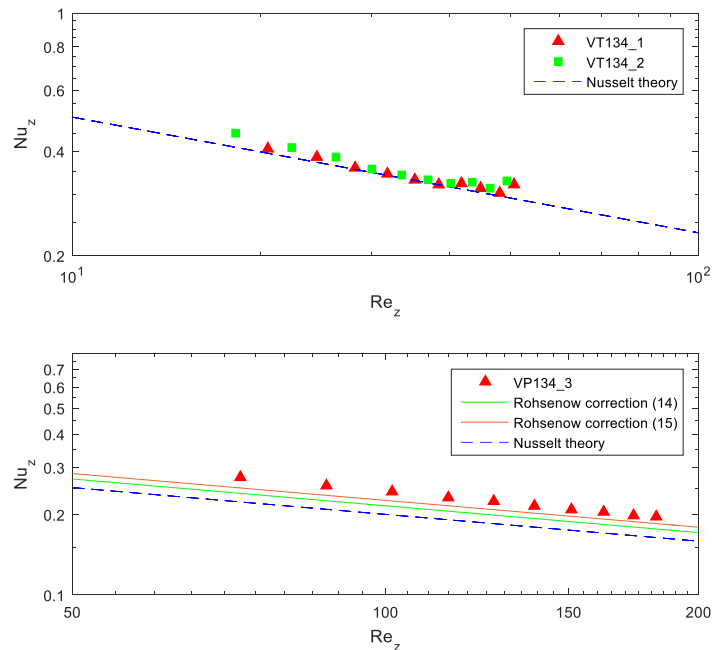 1
0.8
0.6
0.4
0.2
Nu_z
VT134_1
VT134_2
Nusselt theory
10^1
10^2
Re_z
0.7
0.6
0.5
0.4
0.3
0.2
0.1
Nu_z
VP134_3
Rohsenow correction (14)
Rohsenow correction (15)
Nusselt theory
50
100
150
200
Re_z